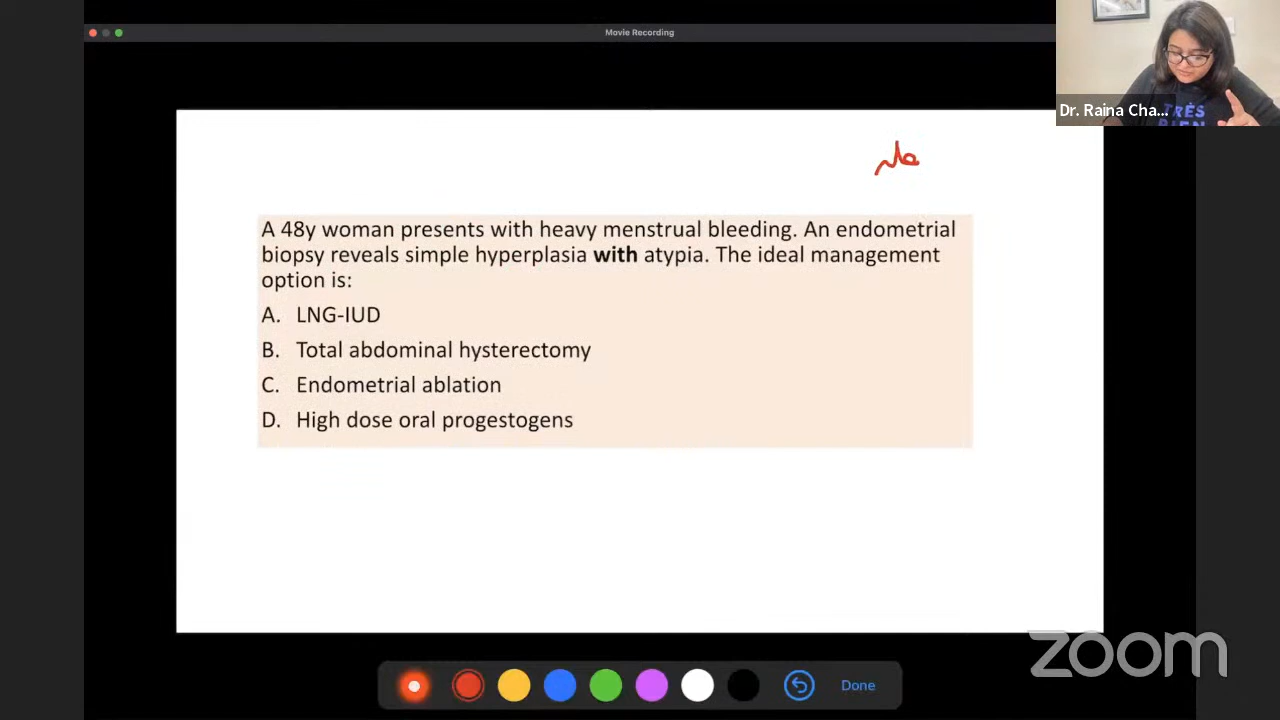 Movie Recording
Dr. Raina Cha...
TRÈS
BIEN
A 48y woman presents with heavy menstrual bleeding. An endometrial
biopsy reveals simple hyperplasia with atypia. The ideal management
option is:
A. LNG-IUD
B. Total abdominal hysterectomy
C. Endometrial ablation
D. High dose oral progestogens
zoom
Done